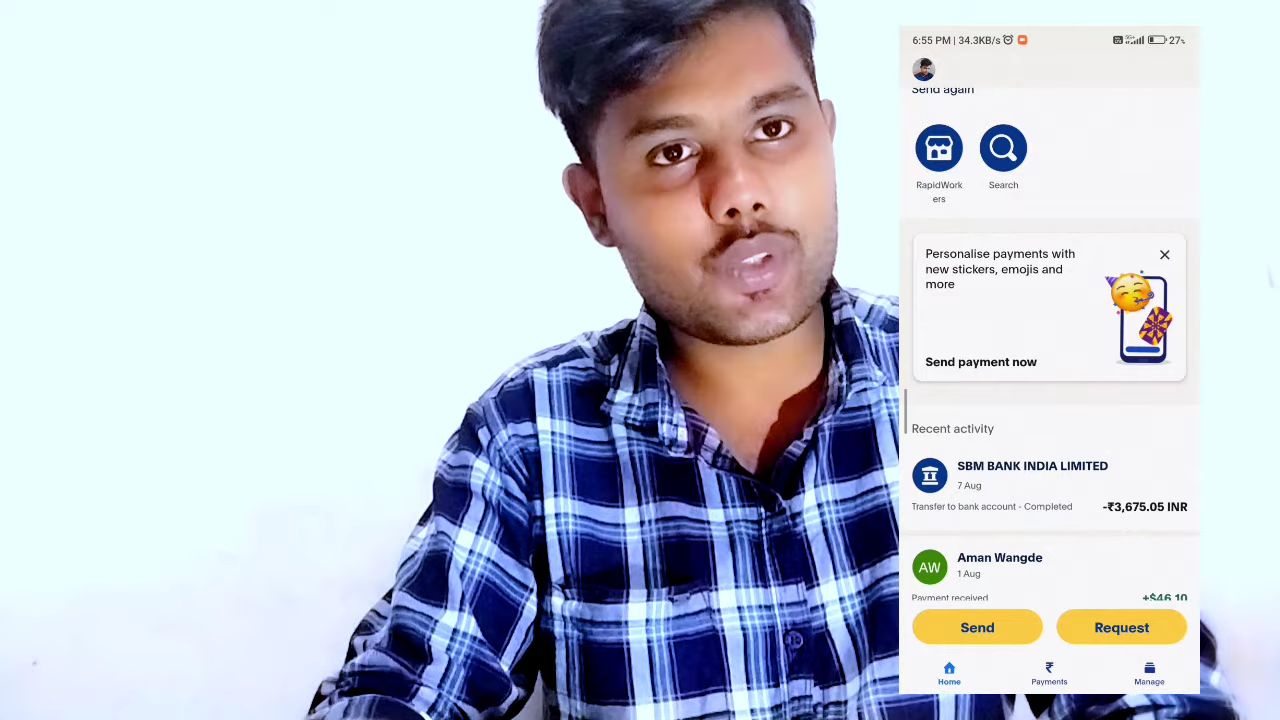 6:55 PM | 34.3KB/s
27%
Send again
RapidWork
ers
Search
Personalise payments with
new stickers, emojis and
more
Send payment now
Recent activity
SBM BANK INDIA LIMITED
7 Aug
Transfer to bank account - Completed
-₹3,675.05 INR
AW
Aman Wangde
1 Aug
Payment received
+$46.10
Send
Request
Home
Payments
Manage